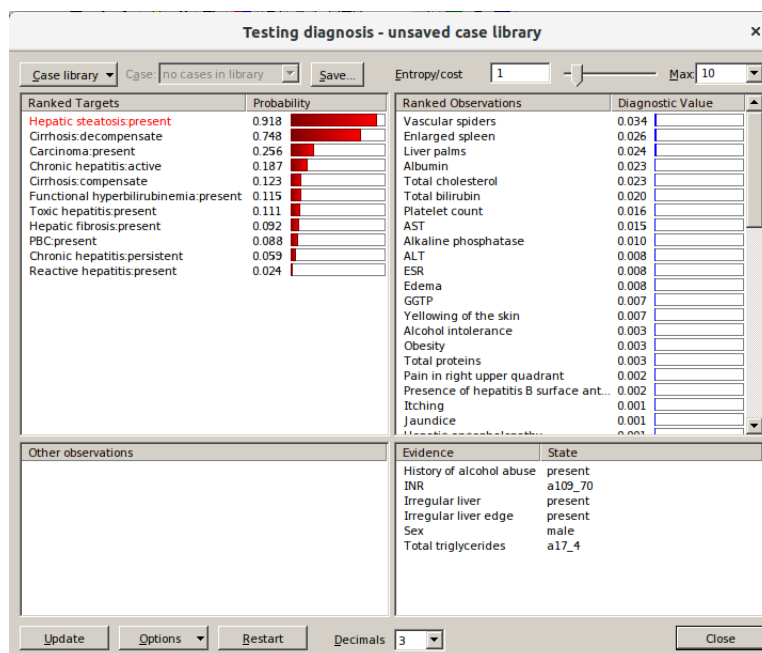 Testing diagnosis - unsaved case library
Case library Case: no cases in library Save... Entropy/cost 1 Max: 10
Ranked Targets Probability
Hepatic steatosis:present 0.918
Cirrhosis:decompensate 0.748
Carcinoma:present 0.256
Chronic hepatitis:active 0.187
Cirrhosis:compensate 0.123
Functional hyperbilirubinemia:present 0.115
Toxic hepatitis:present 0.111
Hepatic fibrosis:present 0.092
PBC:present 0.088
Chronic hepatitis:persistent 0.059
Reactive hepatitis:present 0.024
Ranked Observations Diagnostic Value
Vascular spiders 0.034
Enlarged spleen 0.026
Liver palms 0.024
Albumin 0.023
Total cholesterol 0.023
Total bilirubin 0.020
Platelet count 0.016
AST 0.015
Alkaline phosphatase 0.010
ALT 0.008
ESR 0.008
Edema 0.008
GGTP 0.007
Yellowing of the skin 0.007
Alcohol intolerance 0.003
Obesity 0.003
Total proteins 0.003
Pain in right upper quadrant 0.002
Presence of hepatitis B surface ant... 0.002
Itching 0.001
Jaundice 0.001
Other observations
Evidence State
History of alcohol abuse present
INR a109_70
Irregular liver present
Irregular liver edge present
Sex male
Total triglycerides a17_4
Update Options Restart Decimals 3 Close